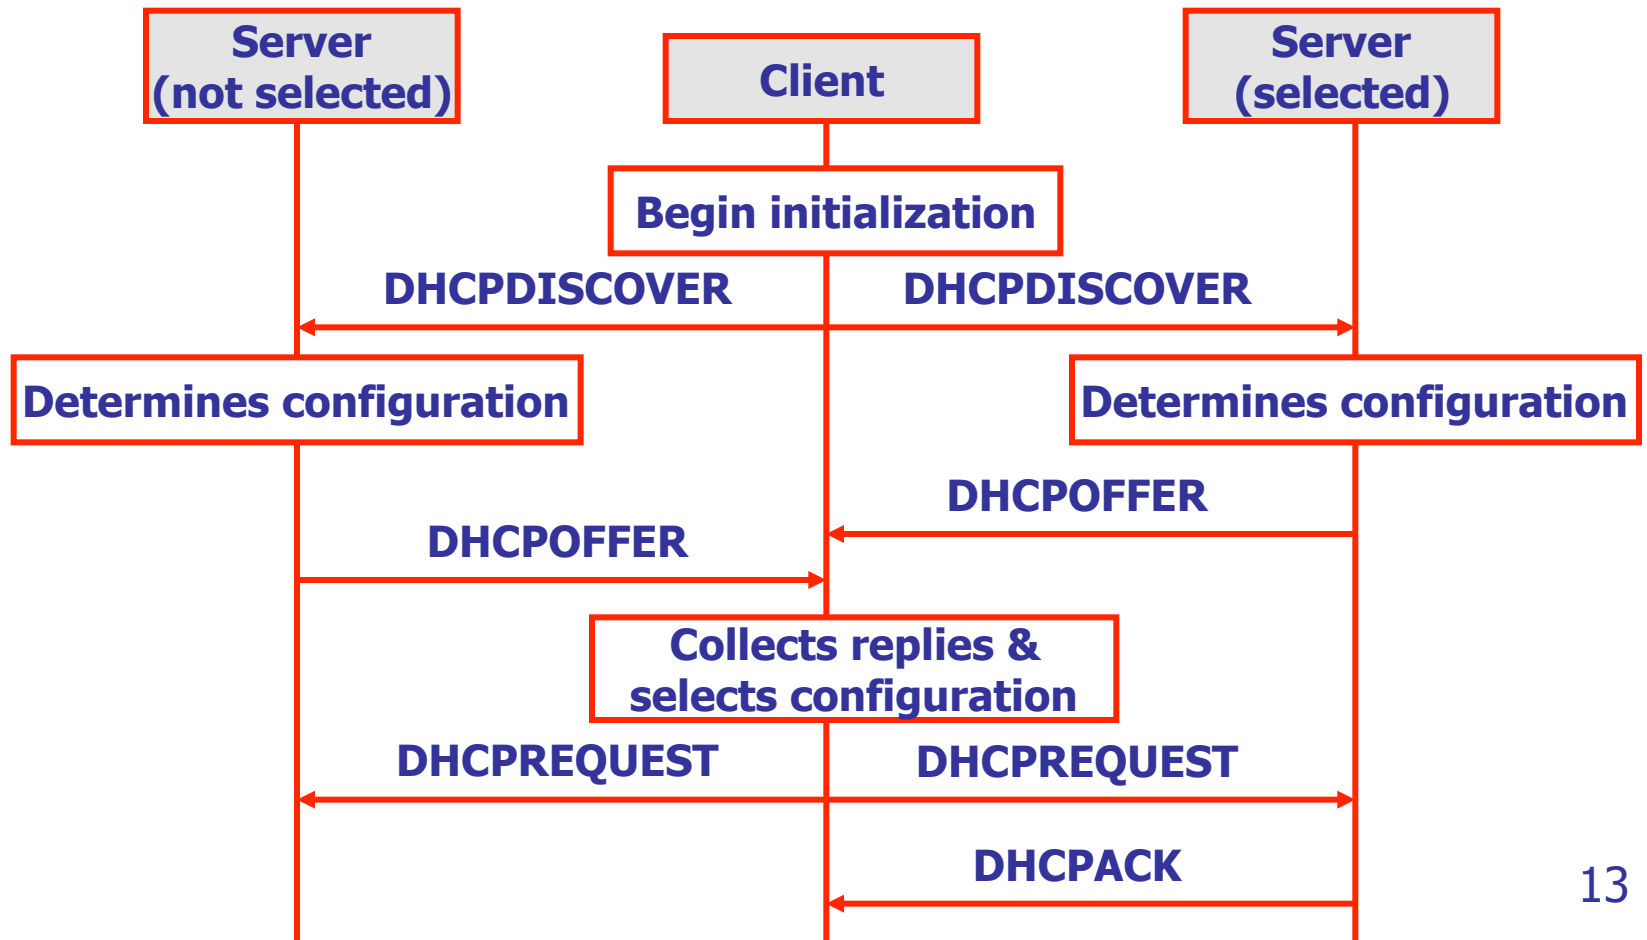 Server
(not selected)
Client
Server
(selected)
Begin initialization
DHCPDISCOVER
DHCPDISCOVER
Determines configuration
Determines configuration
DHCPOFFER
DHCPOFFER
Collects replies &
selects configuration
DHCPREQUEST
DHCPREQUEST
DHCPACK
13